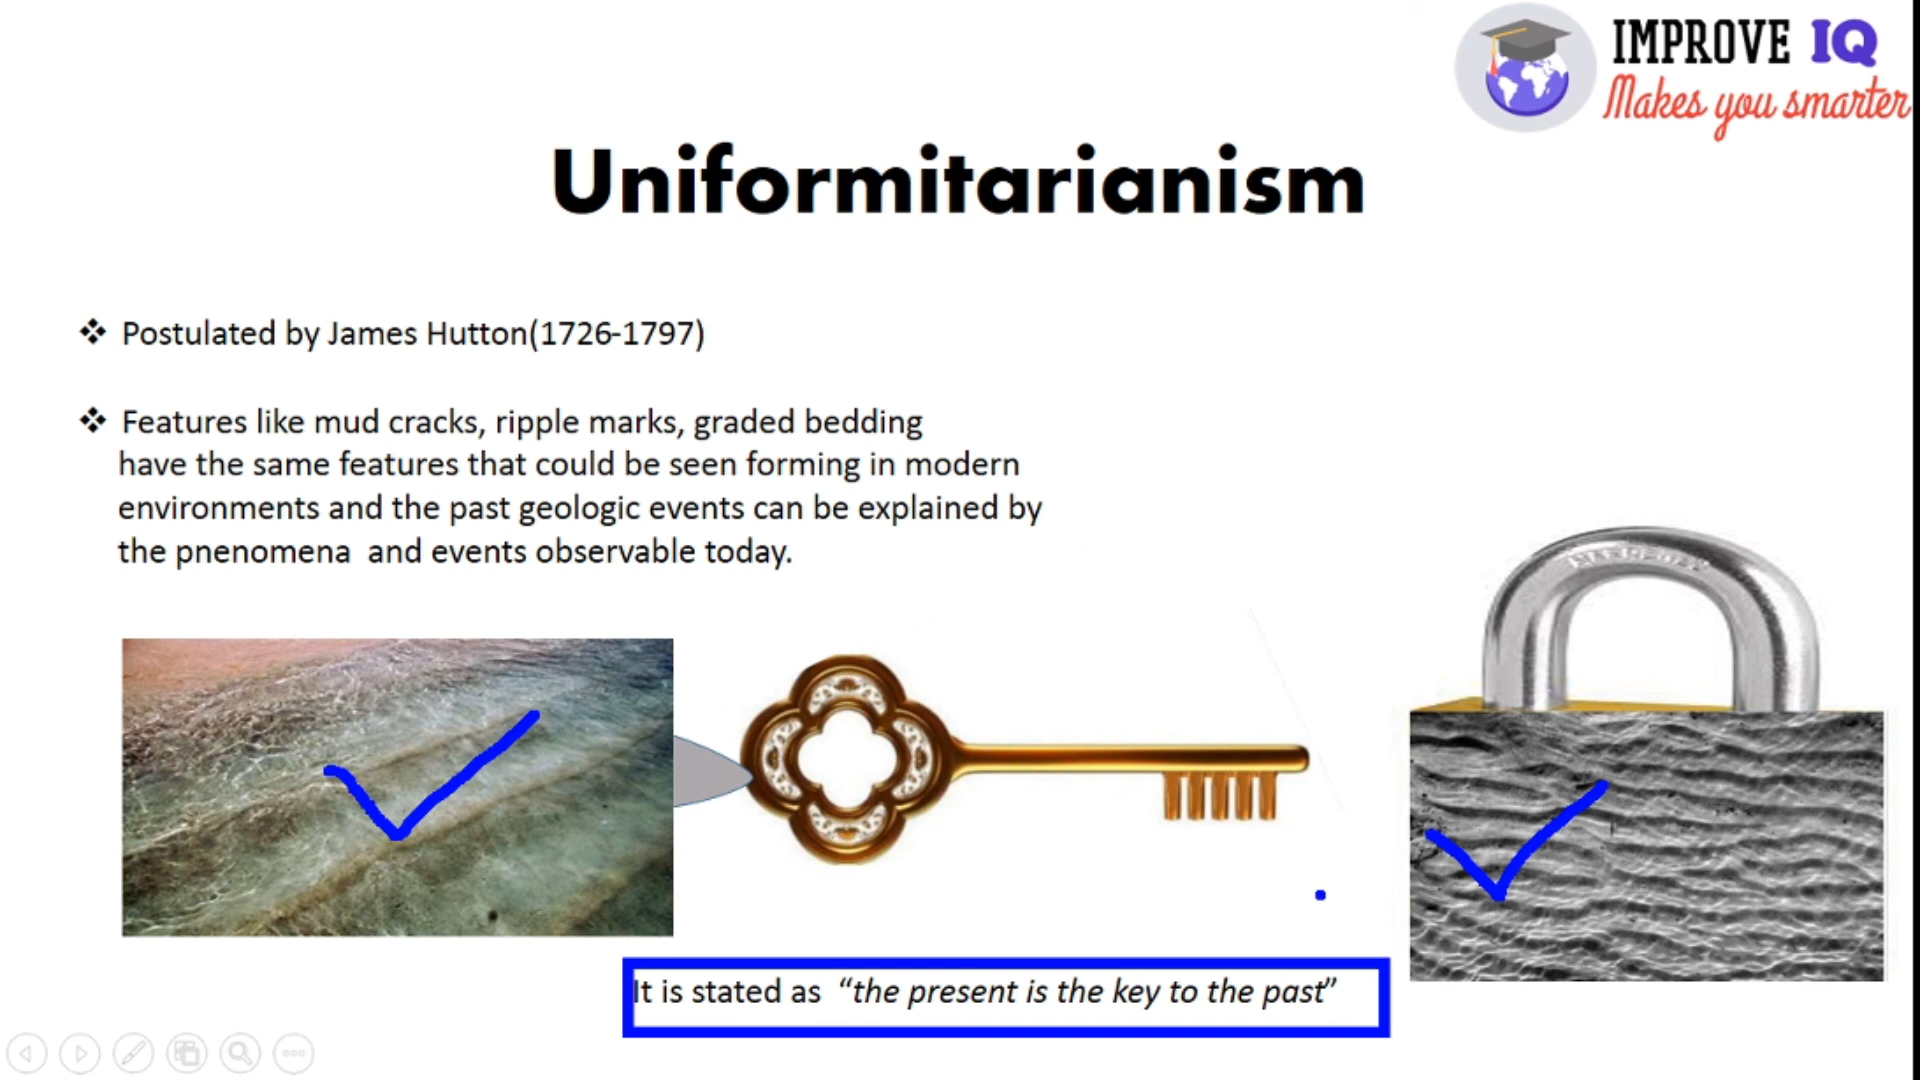 IMPROVE IQ
Makes you smarter
Uniformitarianism
❖ Postulated by James Hutton(1726-1797)
❖ Features like mud cracks, ripple marks, graded bedding
have the same features that could be seen forming in modern
environments and the past geologic events can be explained by
the pnenomena and events observable today.
It is stated as “the present is the key to the past”